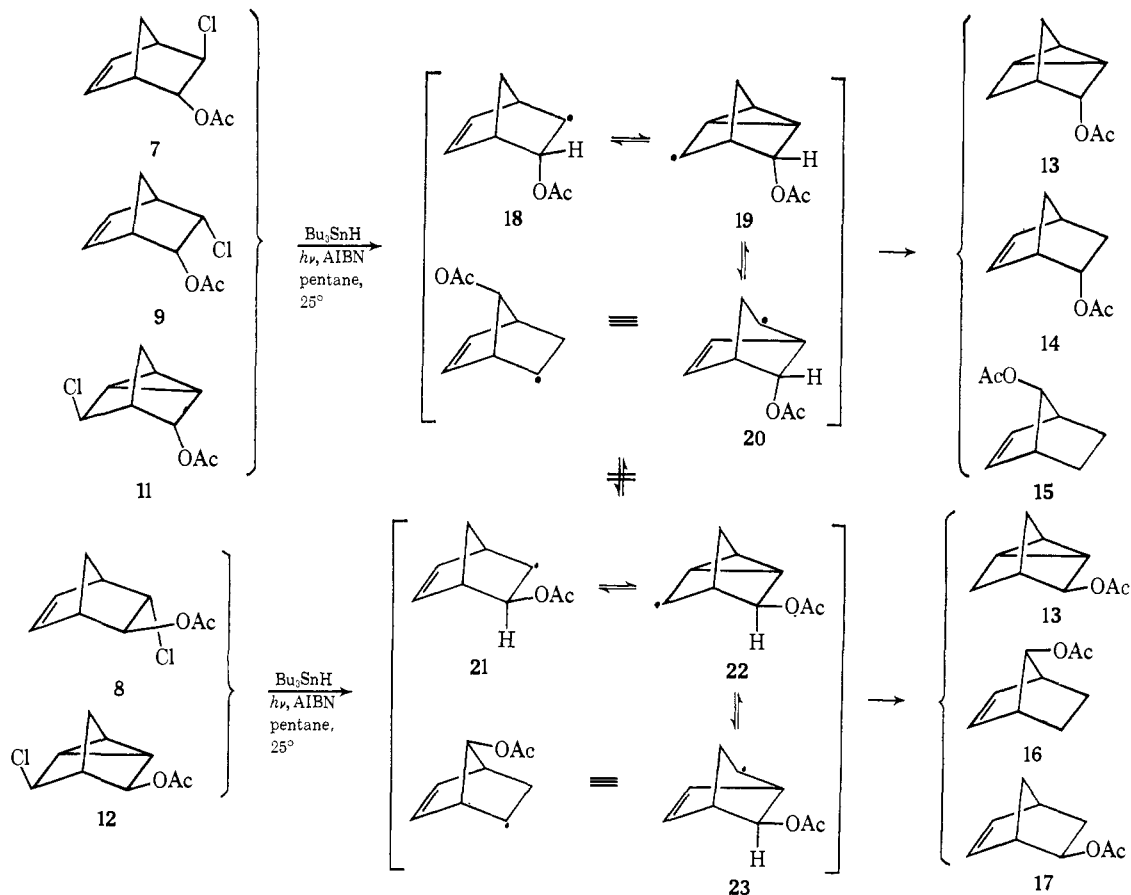 Cl
OAc
7
Cl
OAc
9
Cl
OAc
11
Bu3SnH
hν, AIBN
pentane,
25°
H
OAc
18
H
OAc
19
OAc
H
OAc
20
OAc
13
OAc
14
AcO
15
OAc
Cl
8
Cl
OAc
12
Bu3SnH
hν, AIBN
pentane,
25°
OAc
H
21
OAc
H
22
OAc
OAc
H
23
OAc
13
OAc
16
OAc
17